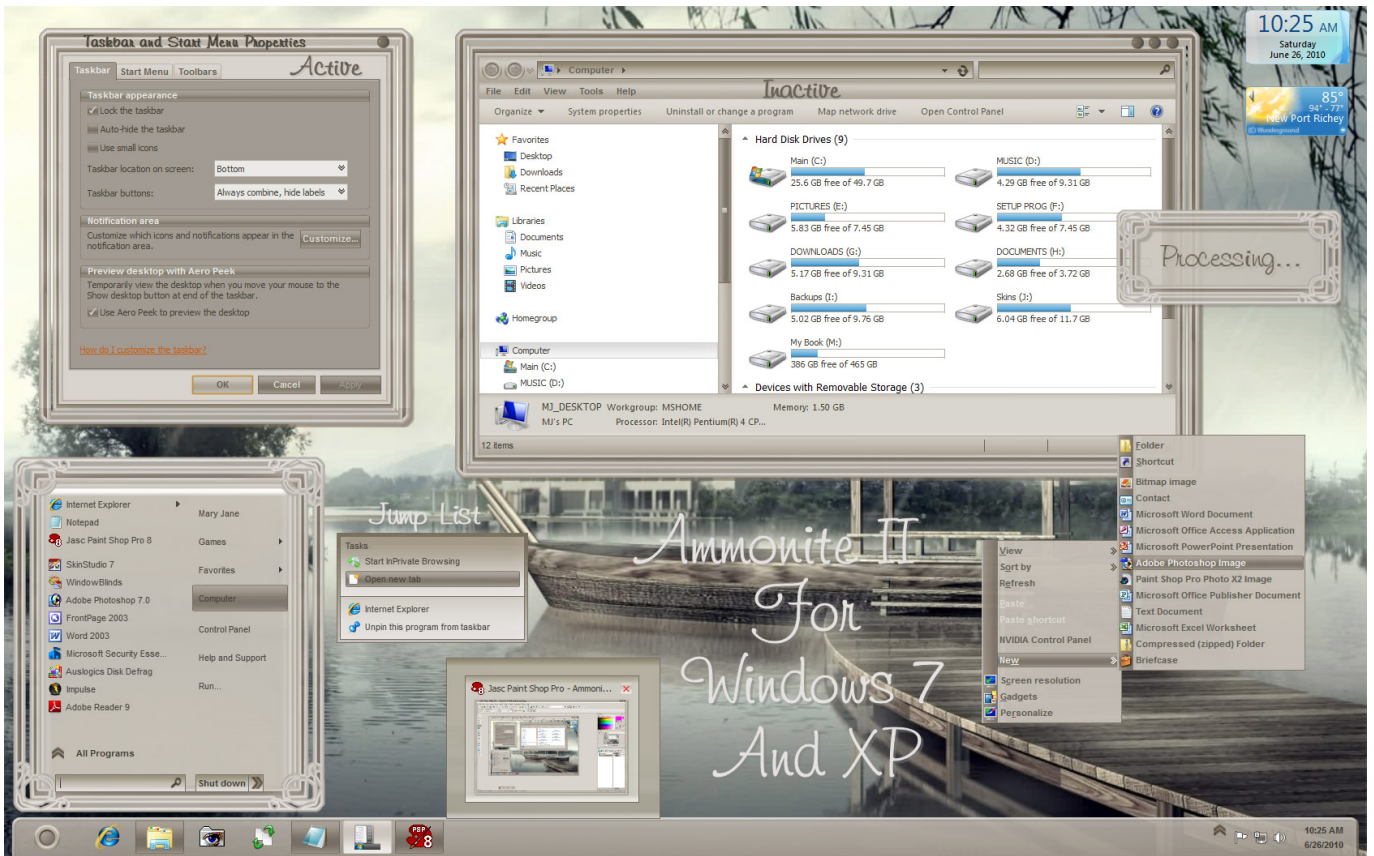 Taskbar and Start Menu Properties
Active
Taskbar Start Menu Toolbars
Taskbar appearance
Lock the taskbar
Auto-hide the taskbar
Use small icons
Taskbar location on screen: Bottom
Taskbar buttons: Always combine, hide labels
Notification area
Customize which icons and notifications appear in the
notification area.
Customize...
Preview desktop with Aero Peek
Temporarily view the desktop when you move your mouse to the
Show desktop button at end of the taskbar.
Use Aero Peek to preview the desktop
How do I customize the taskbar?
OK Cancel Apply
Computer
File Edit View Tools Help
Inactive
Organize System properties Uninstall or change a program Map network drive Open Control Panel
Favorites
Desktop
Downloads
Recent Places
Libraries
Documents
Music
Pictures
Videos
Homegroup
Computer
Main (C:)
MUSIC (D:)
Hard Disk Drives (9)
Main (C:)
25.6 GB free of 49.7 GB
MUSIC (D:)
4.29 GB free of 9.31 GB
PICTURES (E:)
5.83 GB free of 7.45 GB
SETUP PROG (F:)
4.32 GB free of 7.45 GB
DOWNLOADS (G:)
5.17 GB free of 9.31 GB
DOCUMENTS (H:)
2.68 GB free of 3.72 GB
Backups (I:)
5.02 GB free of 9.76 GB
Skins (J:)
6.04 GB free of 11.7 GB
My Book (M:)
386 GB free of 465 GB
Devices with Removable Storage (3)
MJ_DESKTOP Workgroup: MSHOME Memory: 1.50 GB
MJ's PC Processor: Intel(R) Pentium(R) 4 CP...
12 items
10:25 AM
Saturday
June 26, 2010
85°
94° - 77°
New Port Richey
(C) Wunderground
Processing...
Internet Explorer
Notepad
Jasc Paint Shop Pro 8
SkinStudio 7
WindowBlinds
Adobe Photoshop 7.0
FrontPage 2003
Word 2003
Microsoft Security Esse...
Auslogics Disk Defrag
Impulse
Adobe Reader 9
All Programs
Mary Jane
Games
Favorites
Computer
Control Panel
Help and Support
Run...
Shut down
Jump List
Tasks
Start InPrivate Browsing
Open new tab
Internet Explorer
Unpin this program from taskbar
Jasc Paint Shop Pro - Ammoni...
Ammonite II
For
Windows 7
And XP
View
Sort by
Refresh
Paste
Paste shortcut
NVIDIA Control Panel
New
Screen resolution
Gadgets
Personalize
Folder
Shortcut
Bitmap image
Contact
Microsoft Word Document
Microsoft Office Access Application
Microsoft PowerPoint Presentation
Adobe Photoshop Image
Paint Shop Pro Photo X2 Image
Microsoft Office Publisher Document
Text Document
Microsoft Excel Worksheet
Compressed (zipped) Folder
Briefcase
PSP
8
10:25 AM
6/26/2010